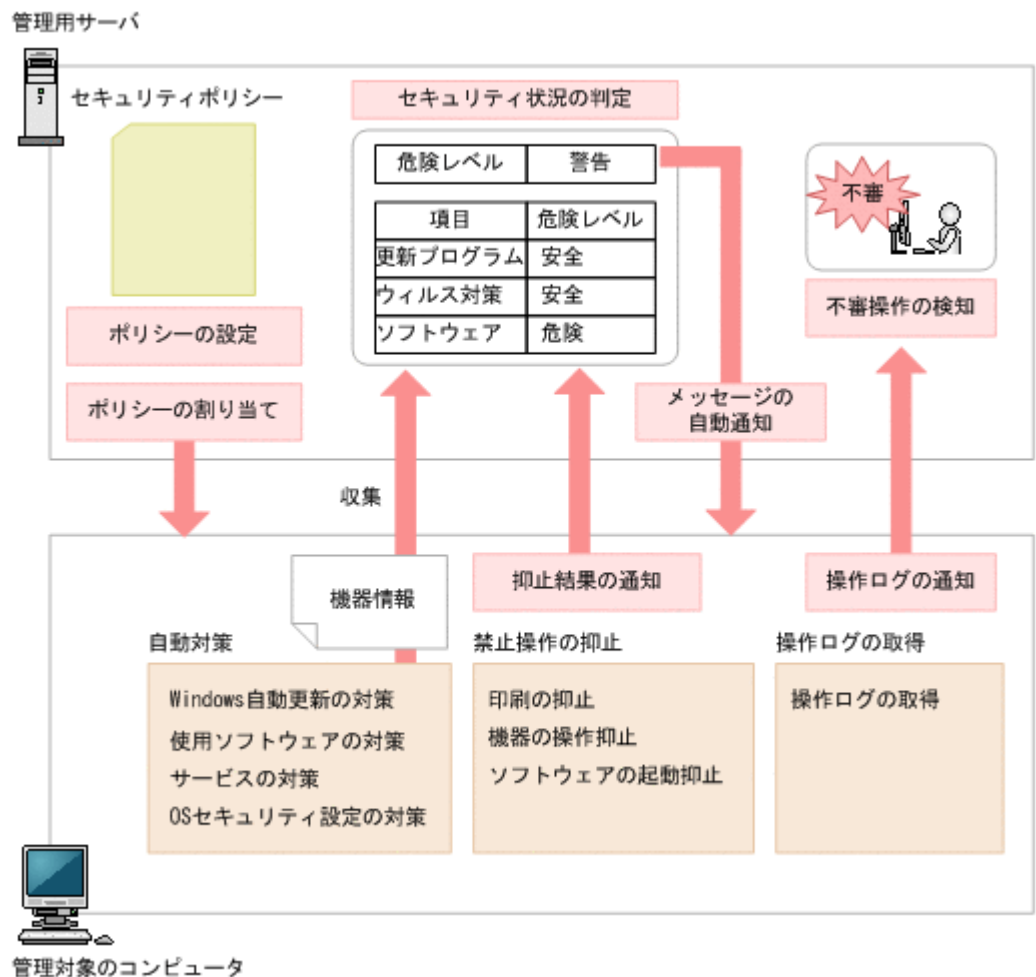 管理用サーバ
セキュリティポリシー
セキュリティ状況の判定
危険レベル 警告
項目 危険レベル
更新プログラム 安全
ウィルス対策 安全
ソフトウェア 危険
不審
不審操作の検知
ポリシーの設定
ポリシーの割り当て
メッセージの
自動通知
収集
機器情報
抑止結果の通知
操作ログの通知
自動対策
Windows自動更新の対策
使用ソフトウェアの対策
サービスの対策
OSセキュリティ設定の対策
禁止操作の抑止
印刷の抑止
機器の操作抑止
ソフトウェアの起動抑止
操作ログの取得
操作ログの取得
管理対象のコンピュータ